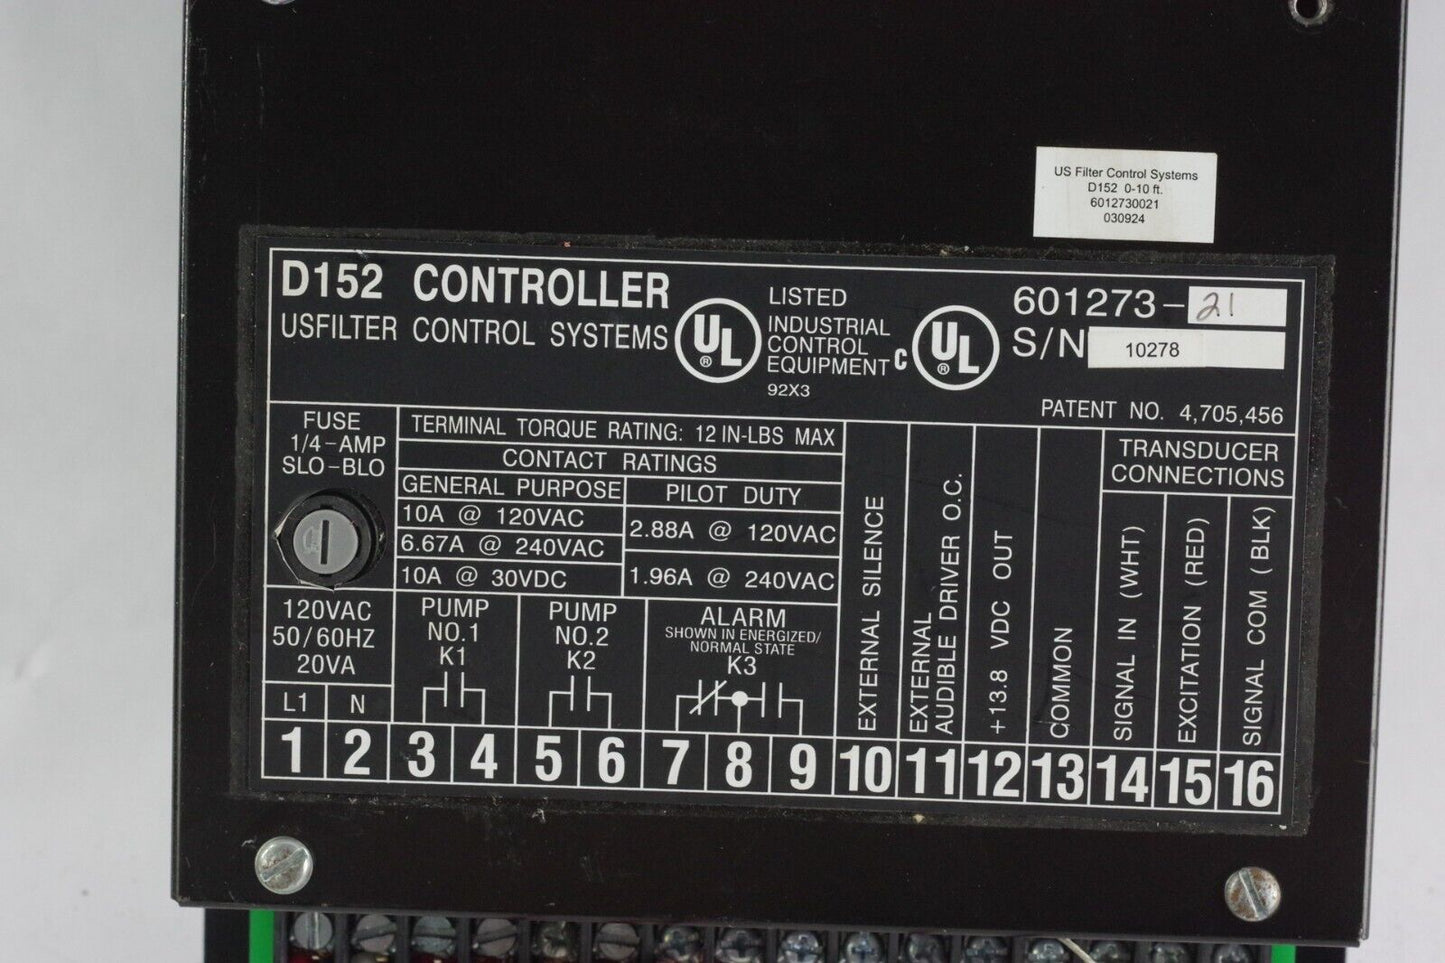 US Filter Control Systems
D152 0-10 ft.
6012730021
030924
D152 CONTROLLER
USFILTER CONTROL SYSTEMS
UL ®
LISTED
INDUSTRIAL
CONTROL
EQUIPMENT
92X3
C UL ®
601273-21
S/N 10278
PATENT NO. 4,705,456
FUSE
1/4-AMP
SLO-BLO
TERMINAL TORQUE RATING: 12 IN-LBS MAX
CONTACT RATINGS
GENERAL PURPOSE
10A @ 120VAC
6.67A @ 240VAC
10A @ 30VDC
PILOT DUTY
2.88A @ 120VAC
1.96A @ 240VAC
120VAC
50/60HZ
20VA
L1 N
PUMP
NO.1
K1
PUMP
NO.2
K2
ALARM
SHOWN IN ENERGIZED/
NORMAL STATE
K3
EXTERNAL SILENCE
EXTERNAL
AUDIBLE DRIVER O.C.
+13.8 VDC OUT
COMMON
TRANSDUCER
CONNECTIONS
SIGNAL IN (WHT)
EXCITATION (RED)
SIGNAL COM (BLK)
1 2 3 4 5 6 7 8 9 10 11 12 13 14 15 16